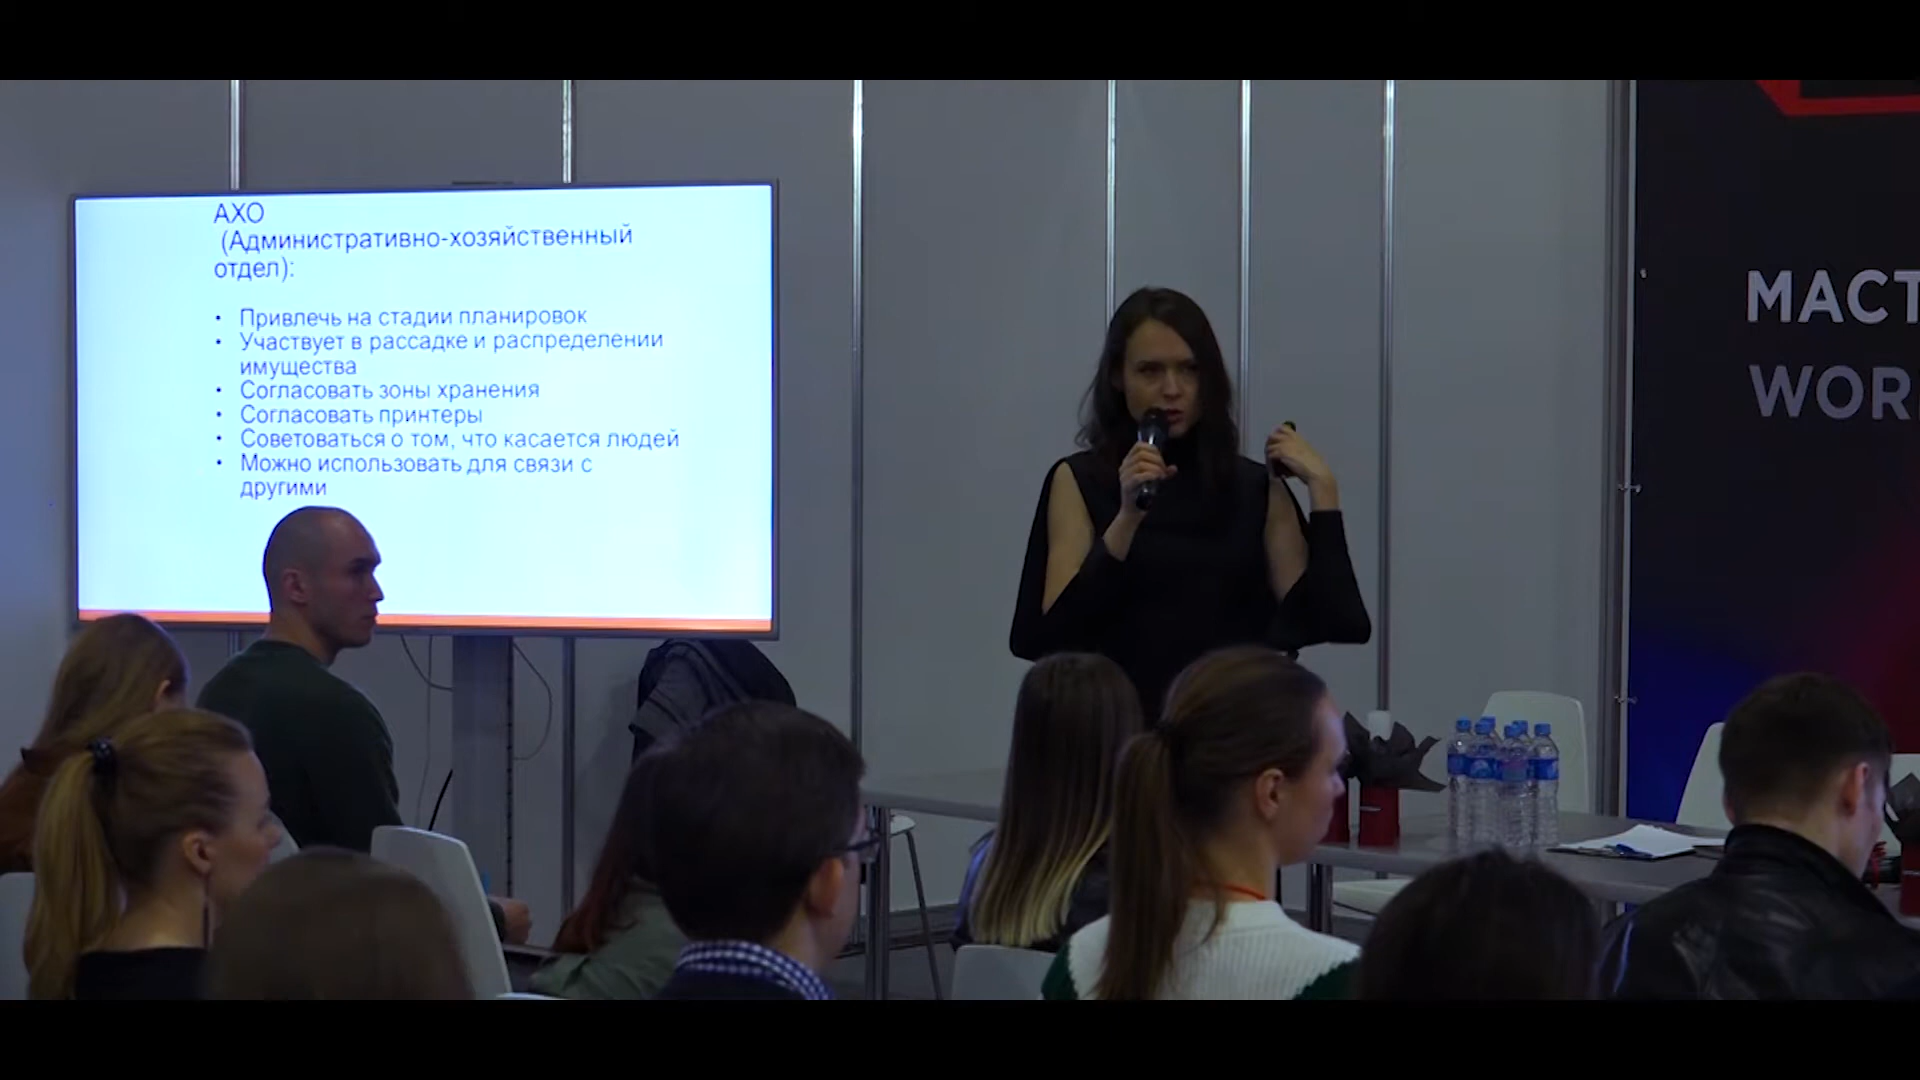 АХО
(Административно-хозяйственный
отдел):
• Привлечь на стадии планировок
• Участвует в рассадке и распределении
имущества
• Согласовать зоны хранения
• Согласовать принтеры
• Советоваться о том, что касается людей
• Можно использовать для связи с
другими
МАСТ
WOR